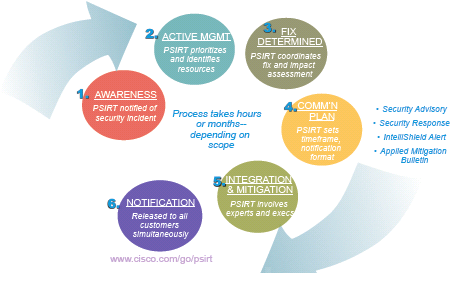 1. AWARENESS
PSIRT notified of
security incident
2. ACTIVE MGMT
PSIRT prioritizes
and identifies
resources
3. FIX
DETERMINED
PSIRT coordinates
fix and impact
assessment
4. COMM'N
PLAN
PSIRT sets
timeframe,
notification
format
• Security Advisory
• Security Response
• IntelliShield Alert
• Applied Mitigation
Bulletin
Process takes hours
or months—
depending on
scope
5. INTEGRATION
& MITIGATION
PSIRT involves
experts and execs
6. NOTIFICATION
Released to all
customers
simultaneously
www.cisco.com/go/psirt